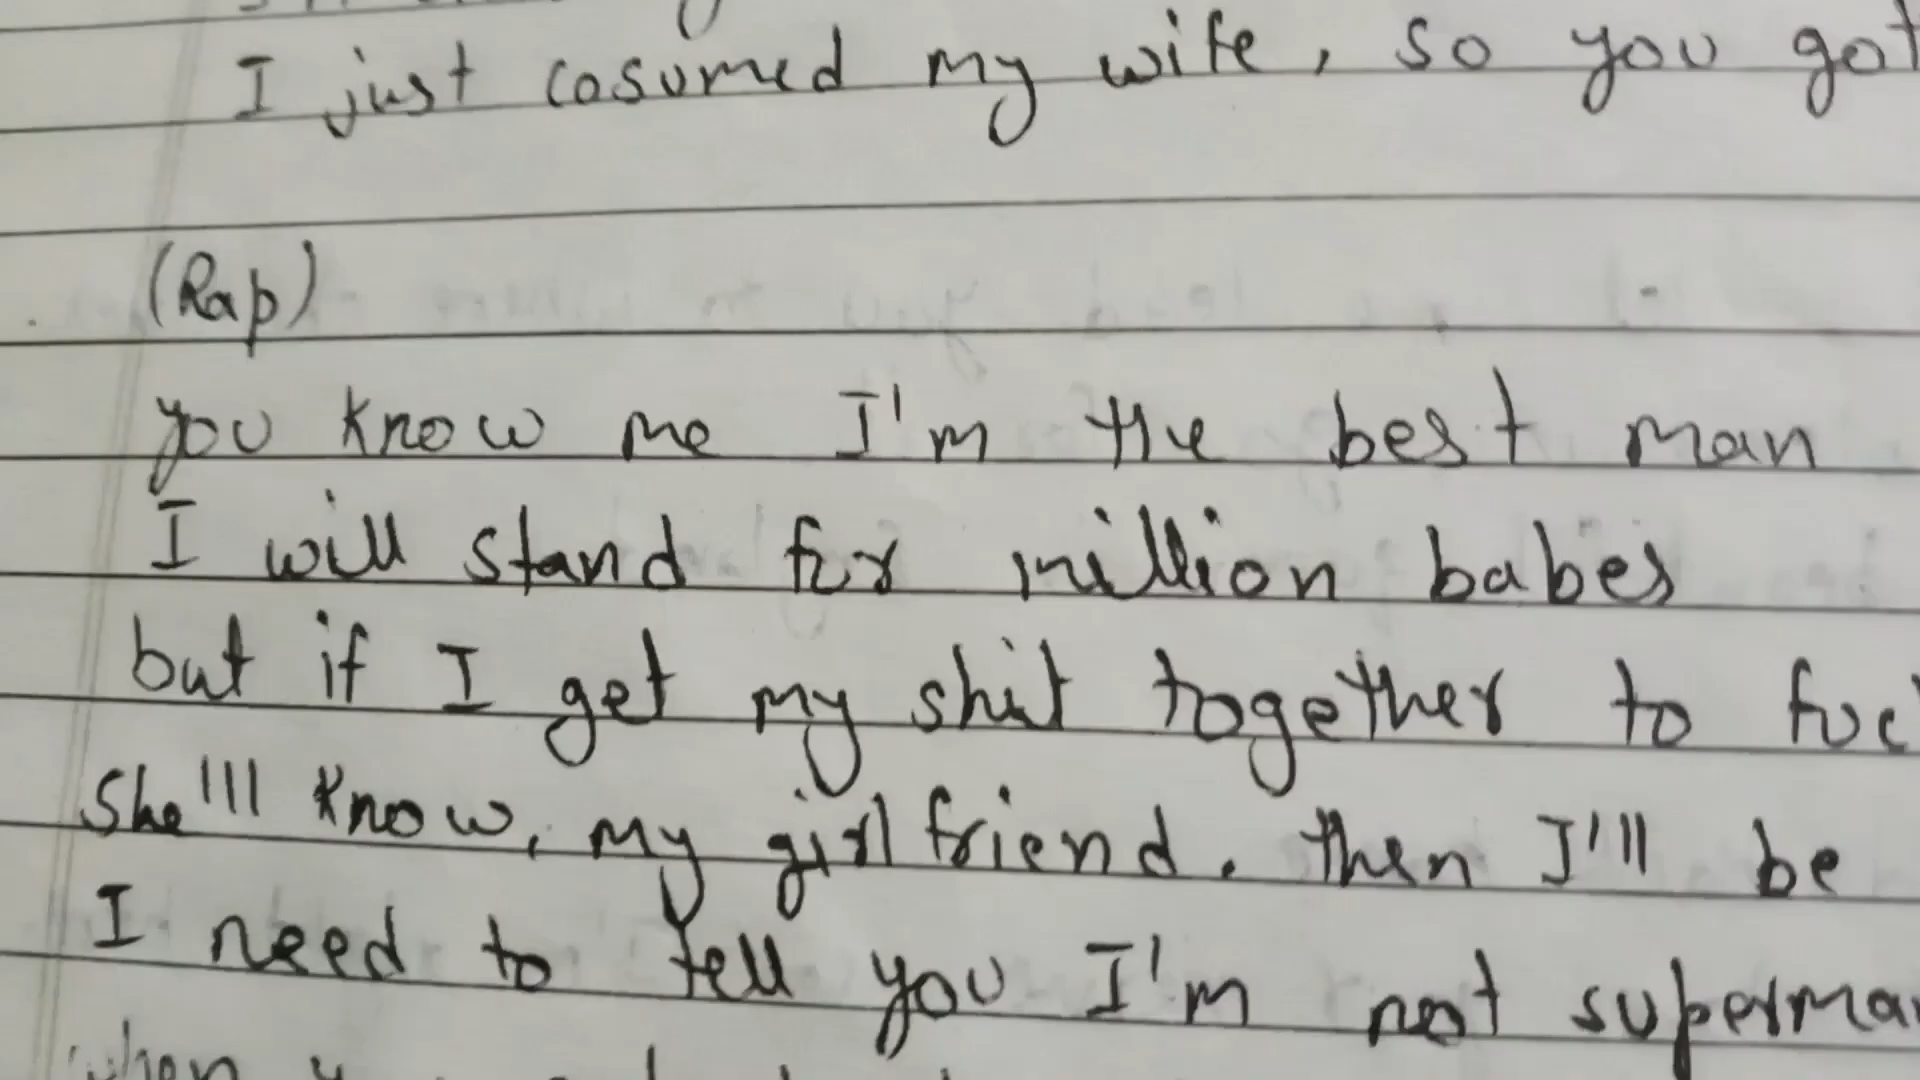 I just cosumed my wife, so you got
(Rap)
you know me I'm the best man
I will stand for million babes
but if I get my shit together to fuc
She'lll know, my girlfriend. then I'll be
I need to tell you I'm not superma
when